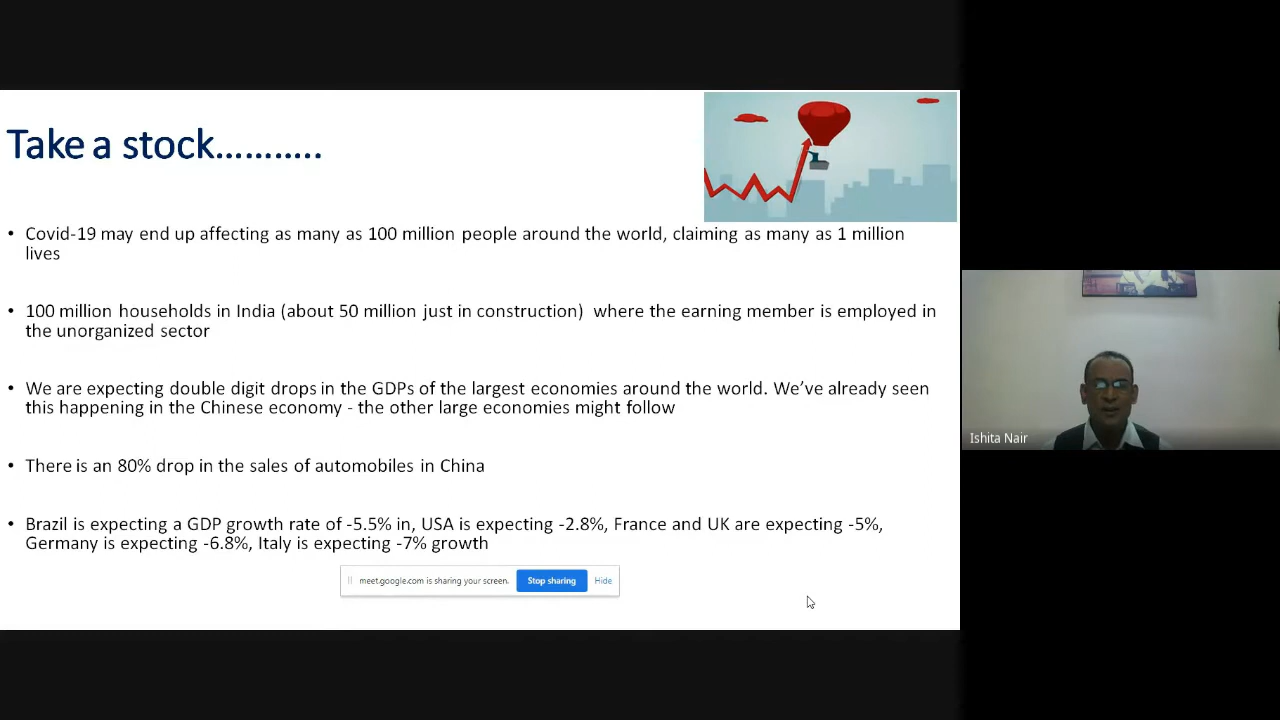 Take a stock………..
• Covid-19 may end up affecting as many as 100 million people around the world, claiming as many as 1 million
lives
• 100 million households in India (about 50 million just in construction)  where the earning member is employed in
the unorganized sector
• We are expecting double digit drops in the GDPs of the largest economies around the world. We’ve already seen
this happening in the Chinese economy - the other large economies might follow
• There is an 80% drop in the sales of automobiles in China
• Brazil is expecting a GDP growth rate of -5.5% in, USA is expecting -2.8%, France and UK are expecting -5%,
Germany is expecting -6.8%, Italy is expecting -7% growth
meet.google.com is sharing your screen. Stop sharing Hide
Ishita Nair